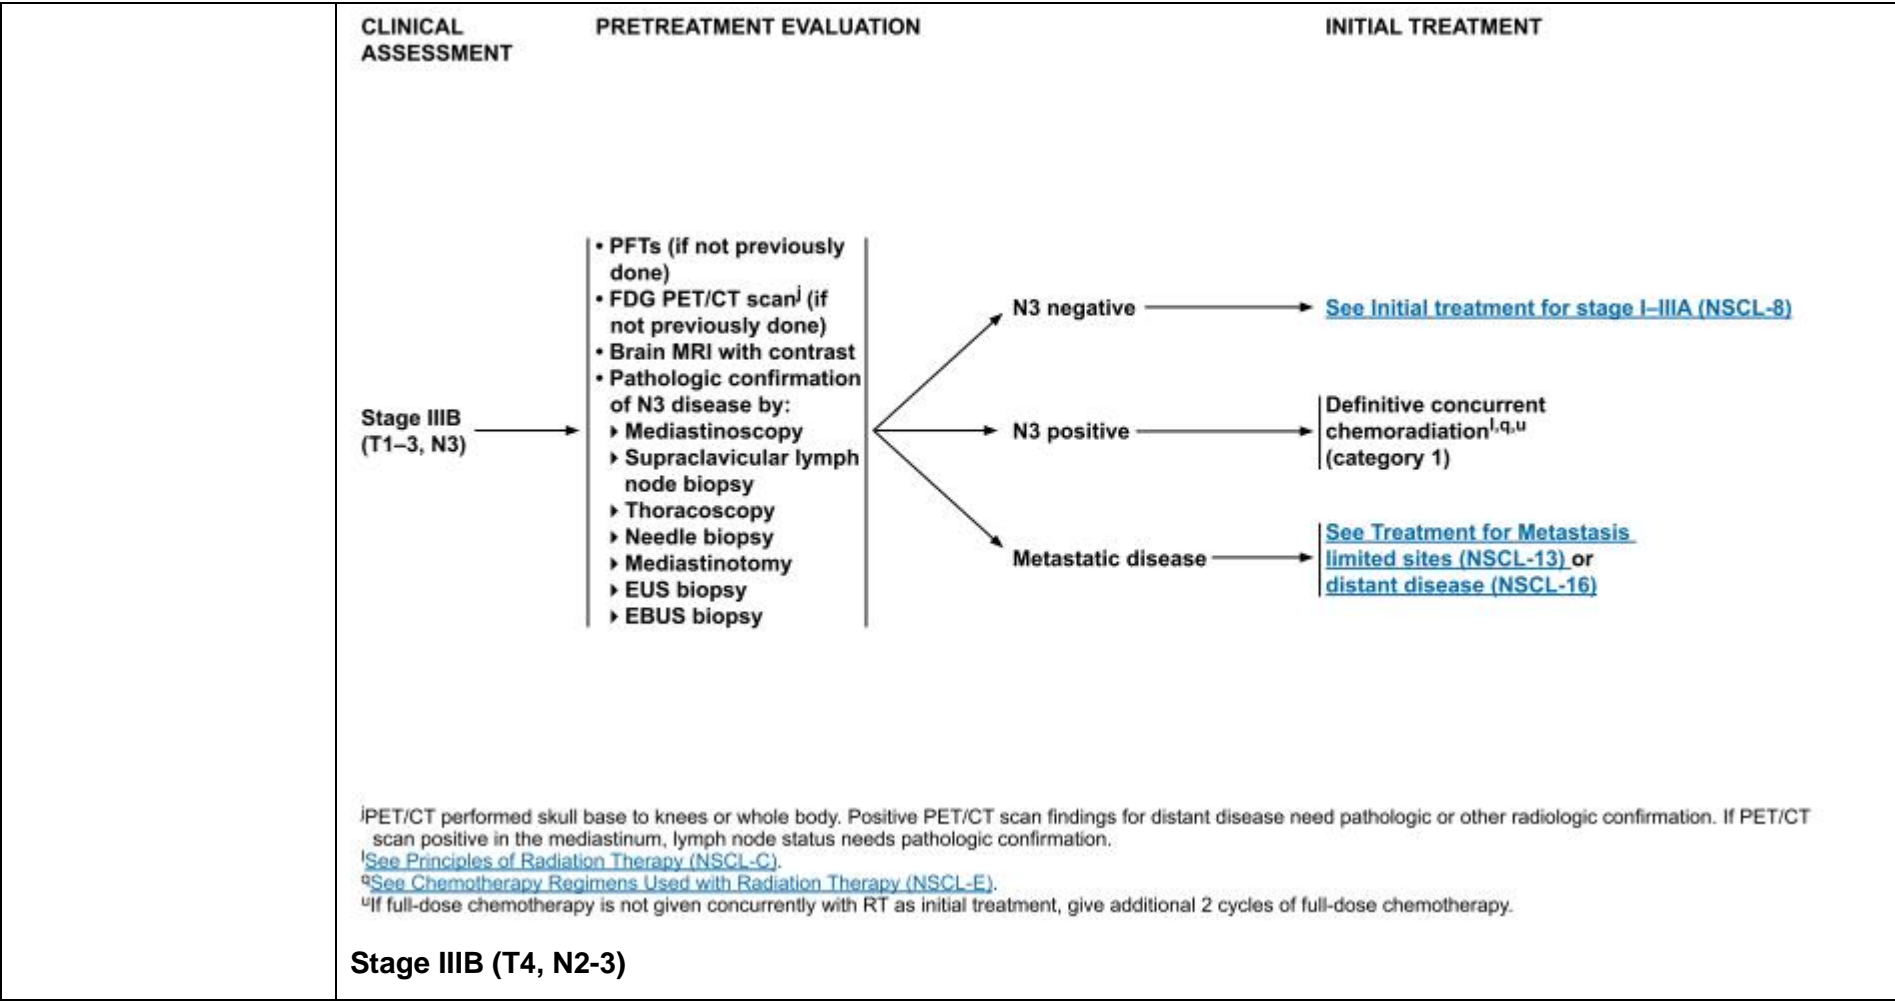 CLINICAL
ASSESSMENT
PRETREATMENT EVALUATION
INITIAL TREATMENT
Stage IIIB
(T1–3, N3)
• PFTs (if not previously
done)
• FDG PET/CT scanʲ (if
not previously done)
• Brain MRI with contrast
• Pathologic confirmation
of N3 disease by:
▸ Mediastinoscopy
▸ Supraclavicular lymph
node biopsy
▸ Thoracoscopy
▸ Needle biopsy
▸ Mediastinotomy
▸ EUS biopsy
▸ EBUS biopsy
N3 negative
See Initial treatment for stage I–IIIA (NSCL-8)
N3 positive
Definitive concurrent
chemoradiationˡ,q,u
(category 1)
Metastatic disease
See Treatment for Metastasis
limited sites (NSCL-13) or
distant disease (NSCL-16)
ʲPET/CT performed skull base to knees or whole body. Positive PET/CT scan findings for distant disease need pathologic or other radiologic confirmation. If PET/CT
scan positive in the mediastinum, lymph node status needs pathologic confirmation.
ˡSee Principles of Radiation Therapy (NSCL-C).
qSee Chemotherapy Regimens Used with Radiation Therapy (NSCL-E).
ᵘIf full-dose chemotherapy is not given concurrently with RT as initial treatment, give additional 2 cycles of full-dose chemotherapy.
Stage IIIB (T4, N2-3)